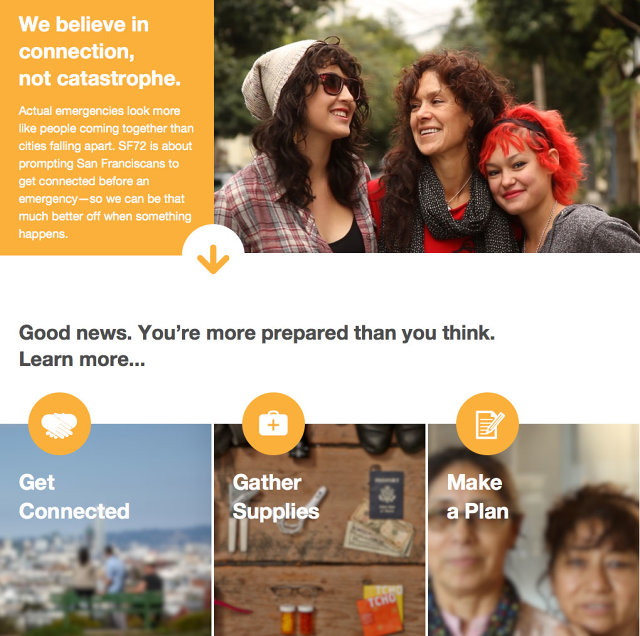 We believe in
connection,
not catastrophe.
Actual emergencies look more
like people coming together than
cities falling apart. SF72 is about
prompting San Franciscans to
get connected before an
emergency—so we can be that
much better off when something
happens.
Good news. You're more prepared than you think.
Learn more...
Get
Connected
Gather
Supplies
Make
a Plan
PASSPORT
TCHO
TCHO